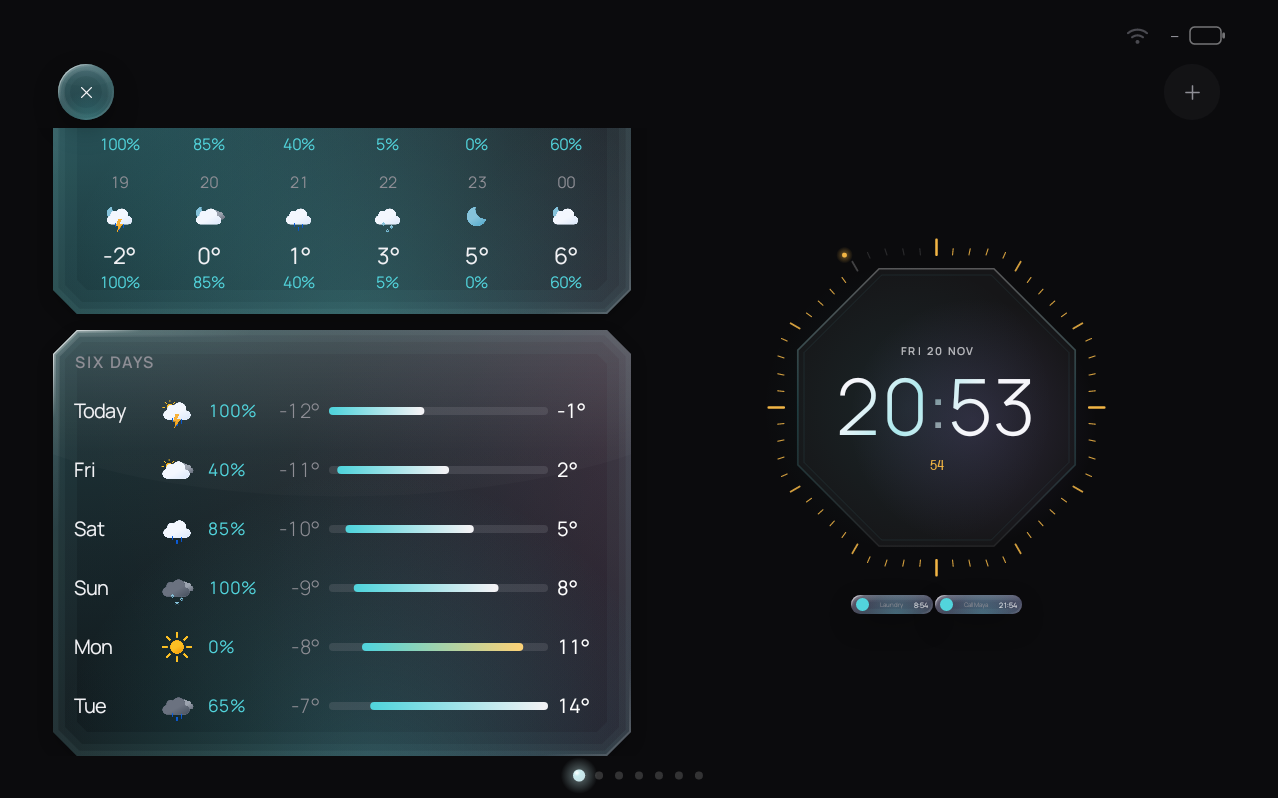 –
100% 85% 40% 5% 0% 60%
19 20 21 22 23 00
-2° 0° 1° 3° 5° 6°
100% 85% 40% 5% 0% 60%
SIX DAYS
Today 100% -12° -1°
Fri 40% -11° 2°
Sat 85% -10° 5°
Sun 100% -9° 8°
Mon 0% -8° 11°
Tue 65% -7° 14°
FRI 20 NOV
20:53
54
Laundry 8:54
Call Maya 21:54